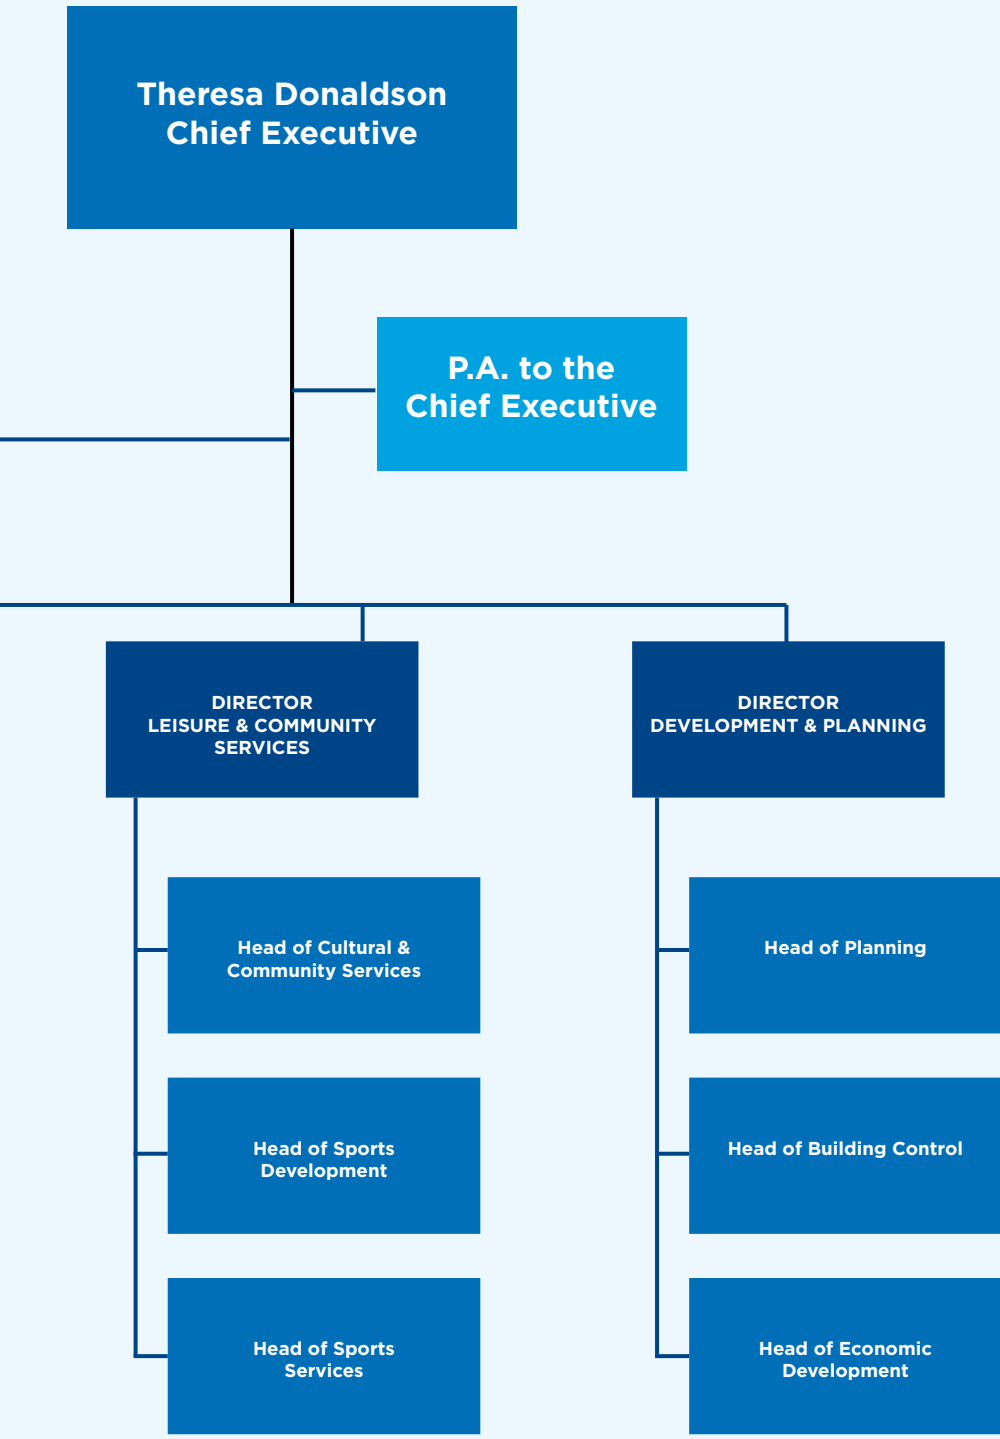 Theresa Donaldson
Chief Executive
P.A. to the
Chief Executive
DIRECTOR
LEISURE & COMMUNITY
SERVICES
DIRECTOR
DEVELOPMENT & PLANNING
Head of Cultural &
Community Services
Head of Planning
Head of Sports
Development
Head of Building Control
Head of Sports
Services
Head of Economic
Development